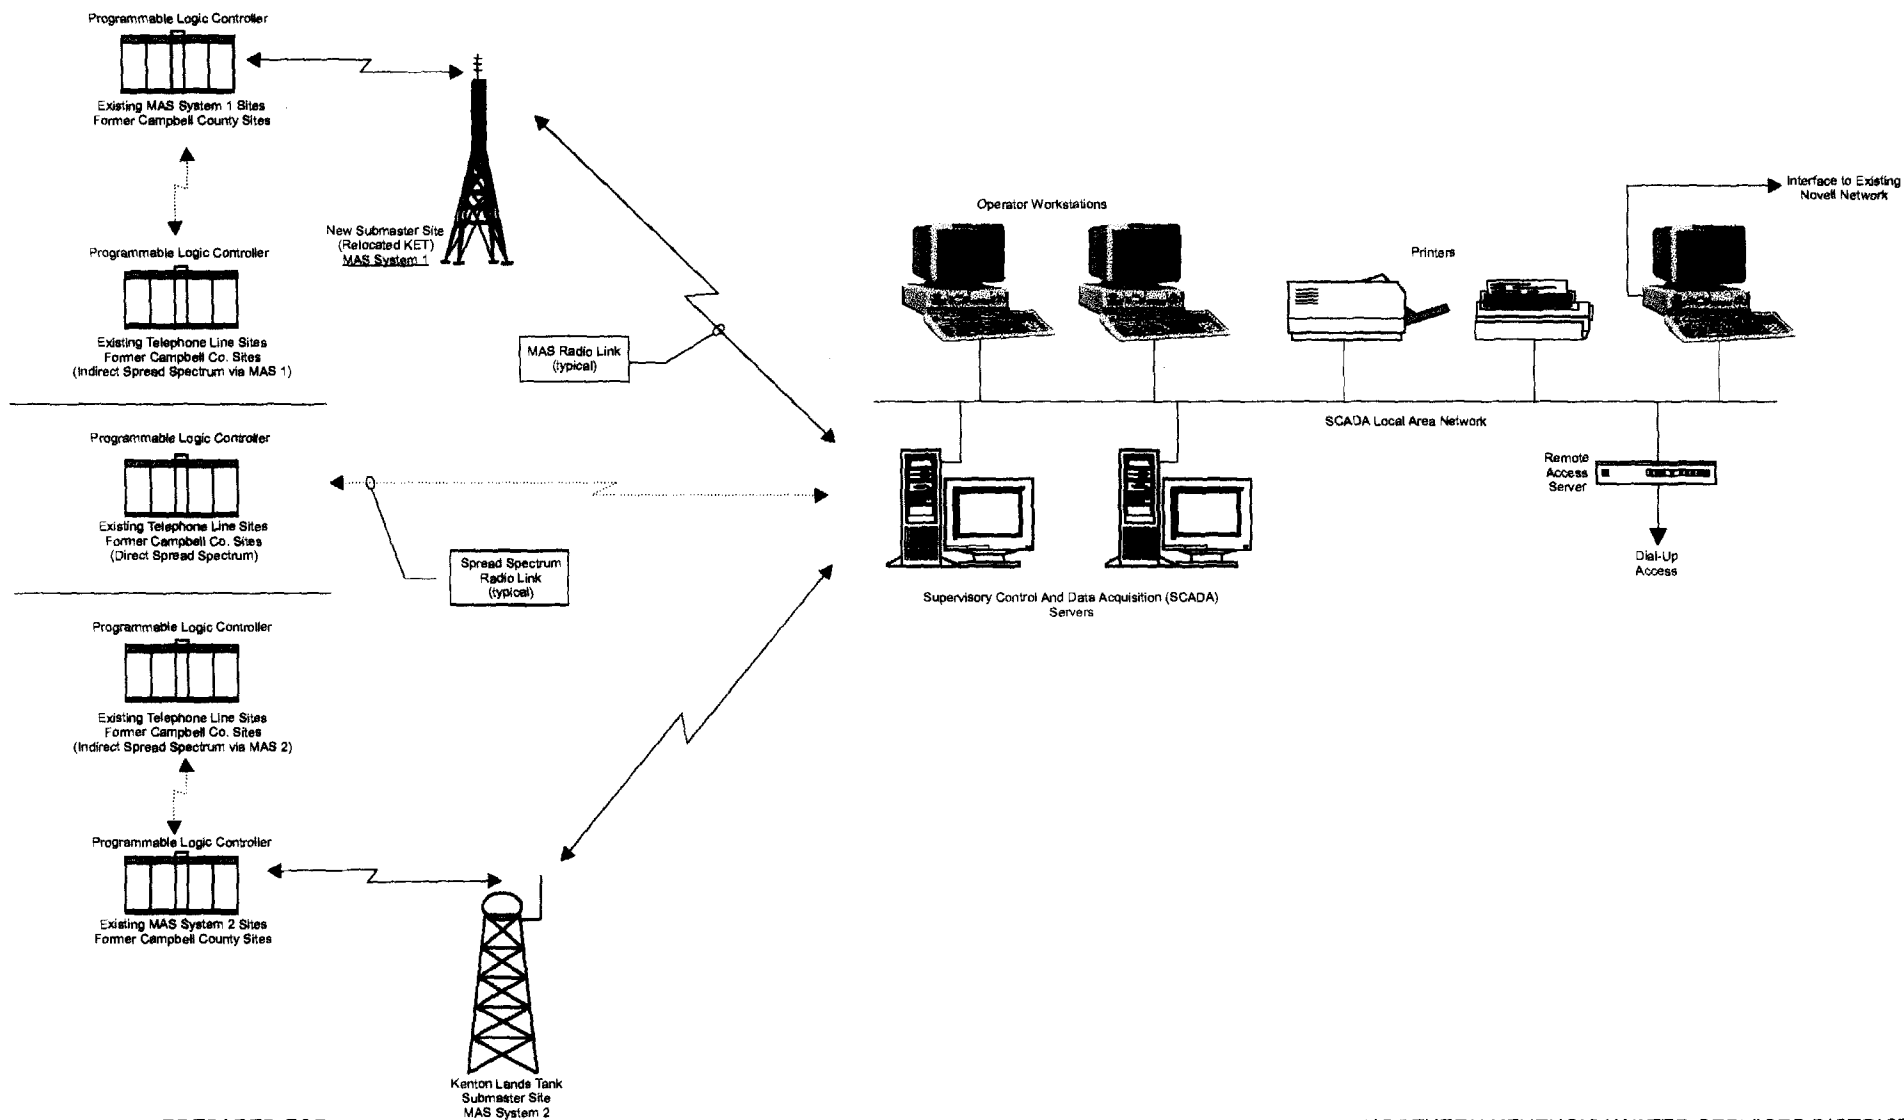 Programmable Logic Controller
Existing MAS System 1 Sites
Former Campbell County Sites
Programmable Logic Controller
Existing Telephone Line Sites
Former Campbell Co. Sites
(Indirect Spread Spectrum via MAS 1)
New Submaster Site
(Relocated KET)
MAS System 1
MAS Radio Link
(typical)
Programmable Logic Controller
Existing Telephone Line Sites
Former Campbell Co. Sites
(Direct Spread Spectrum)
Spread Spectrum
Radio Link
(typical)
Programmable Logic Controller
Existing Telephone Line Sites
Former Campbell Co. Sites
(Indirect Spread Spectrum via MAS 2)
Programmable Logic Controller
Existing MAS System 2 Sites
Former Campbell County Sites
Kenton Lands Tank
Submaster Site
MAS System 2
Operator Workstations
Printers
Interface to Existing
Novell Network
SCADA Local Area Network
Remote
Access
Server
Dial-Up
Access
Supervisory Control And Data Acquisition (SCADA)
Servers